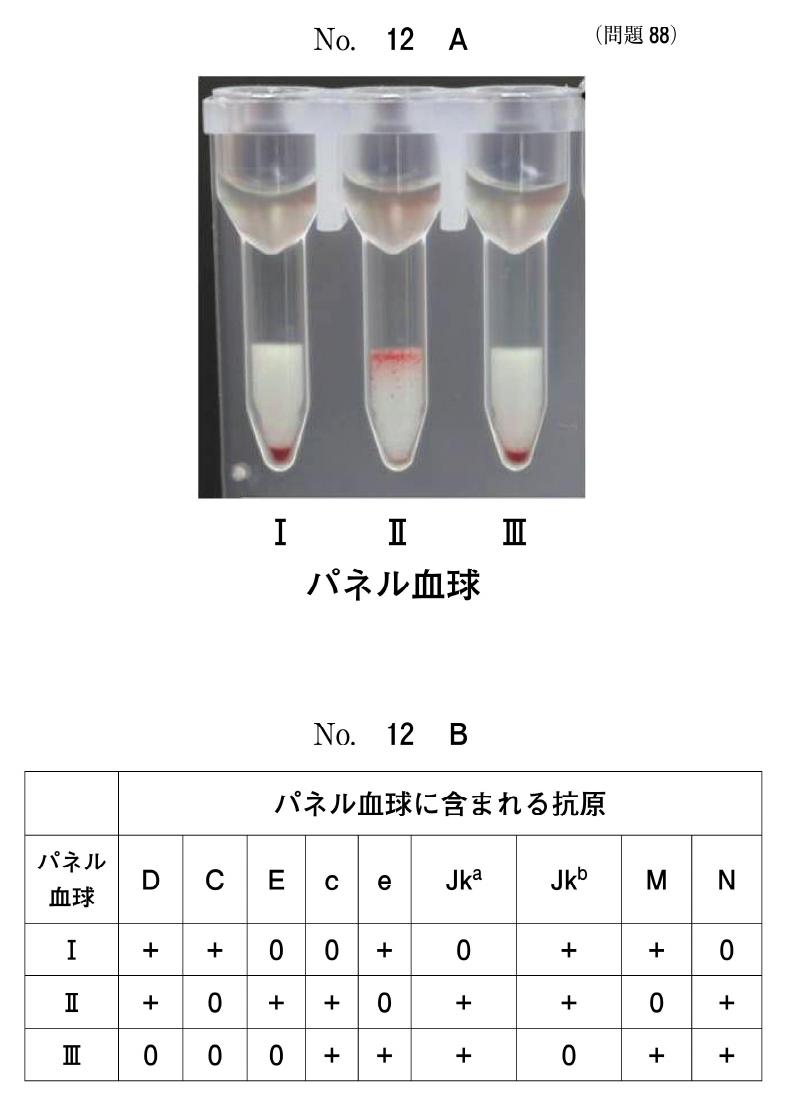 No. 12 A (問題 88)
Ⅰ Ⅱ Ⅲ
パネル血球
No. 12 B
パネル血球に含まれる抗原
パネル血球 D C E c e Jkᵃ Jkᵇ M N
Ⅰ + + 0 0 + 0 + + 0
Ⅱ + 0 + + 0 + + 0 +
Ⅲ 0 0 0 + + + 0 + +